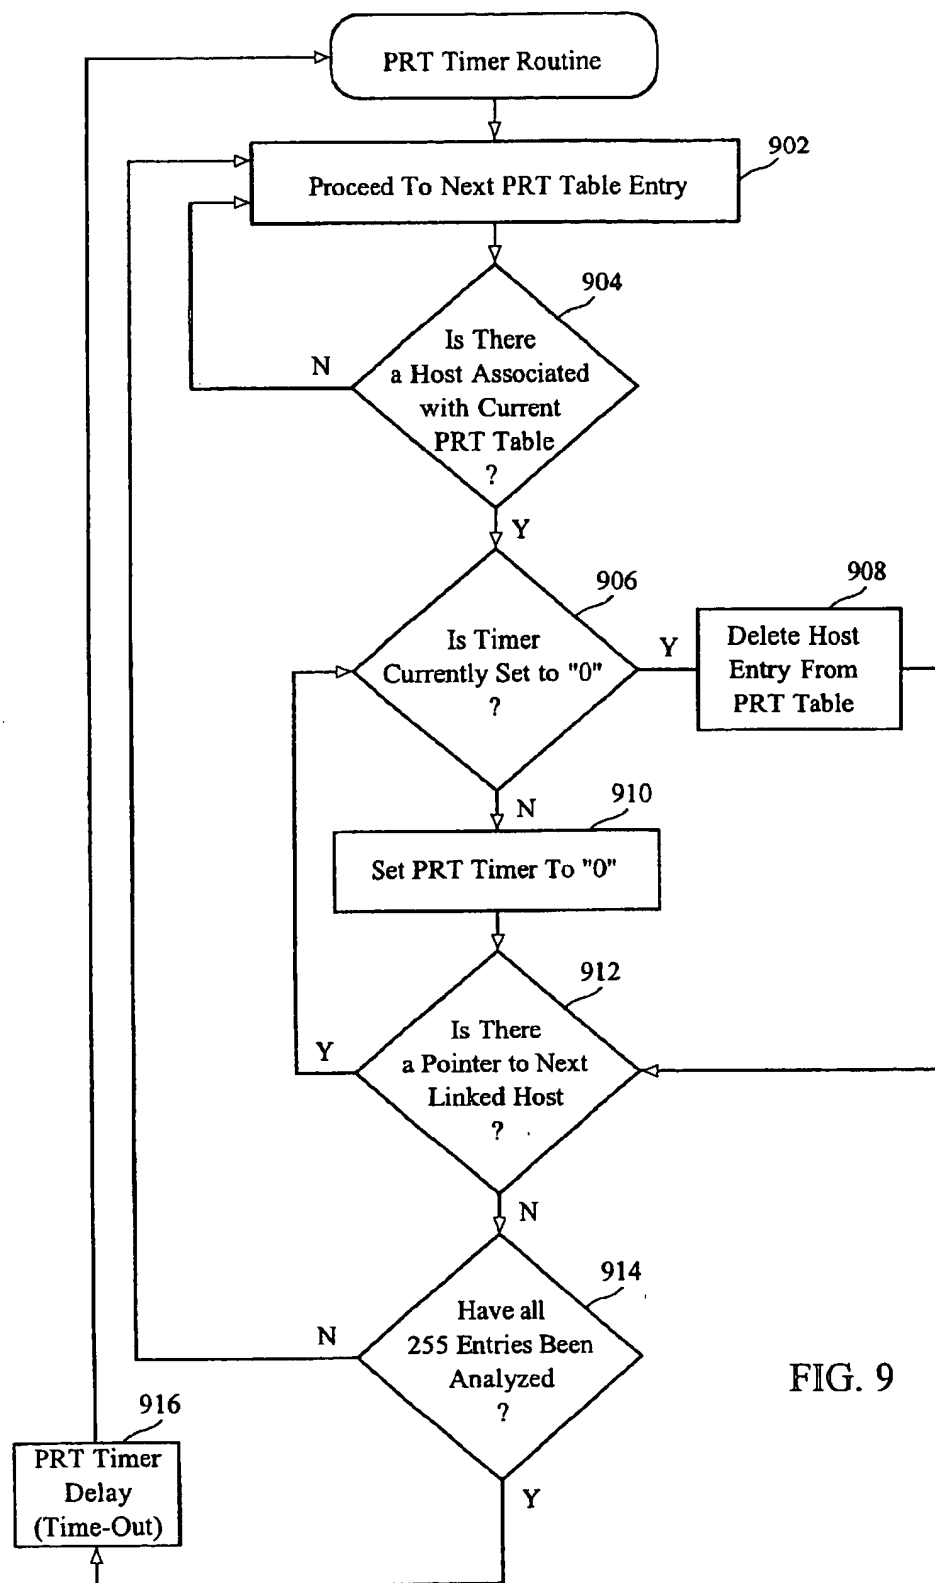 PRT Timer Routine
902
Proceed To Next PRT Table Entry
904
Is There
a Host Associated
with Current
PRT Table
?
N
Y
906
Is Timer
Currently Set to "0"
?
Y
908
Delete Host
Entry From
PRT Table
N
910
Set PRT Timer To "0"
912
Is There
a Pointer to Next
Linked Host
?
Y
N
914
Have all
255 Entries Been
Analyzed
?
N
Y
916
PRT Timer
Delay
(Time-Out)
FIG. 9